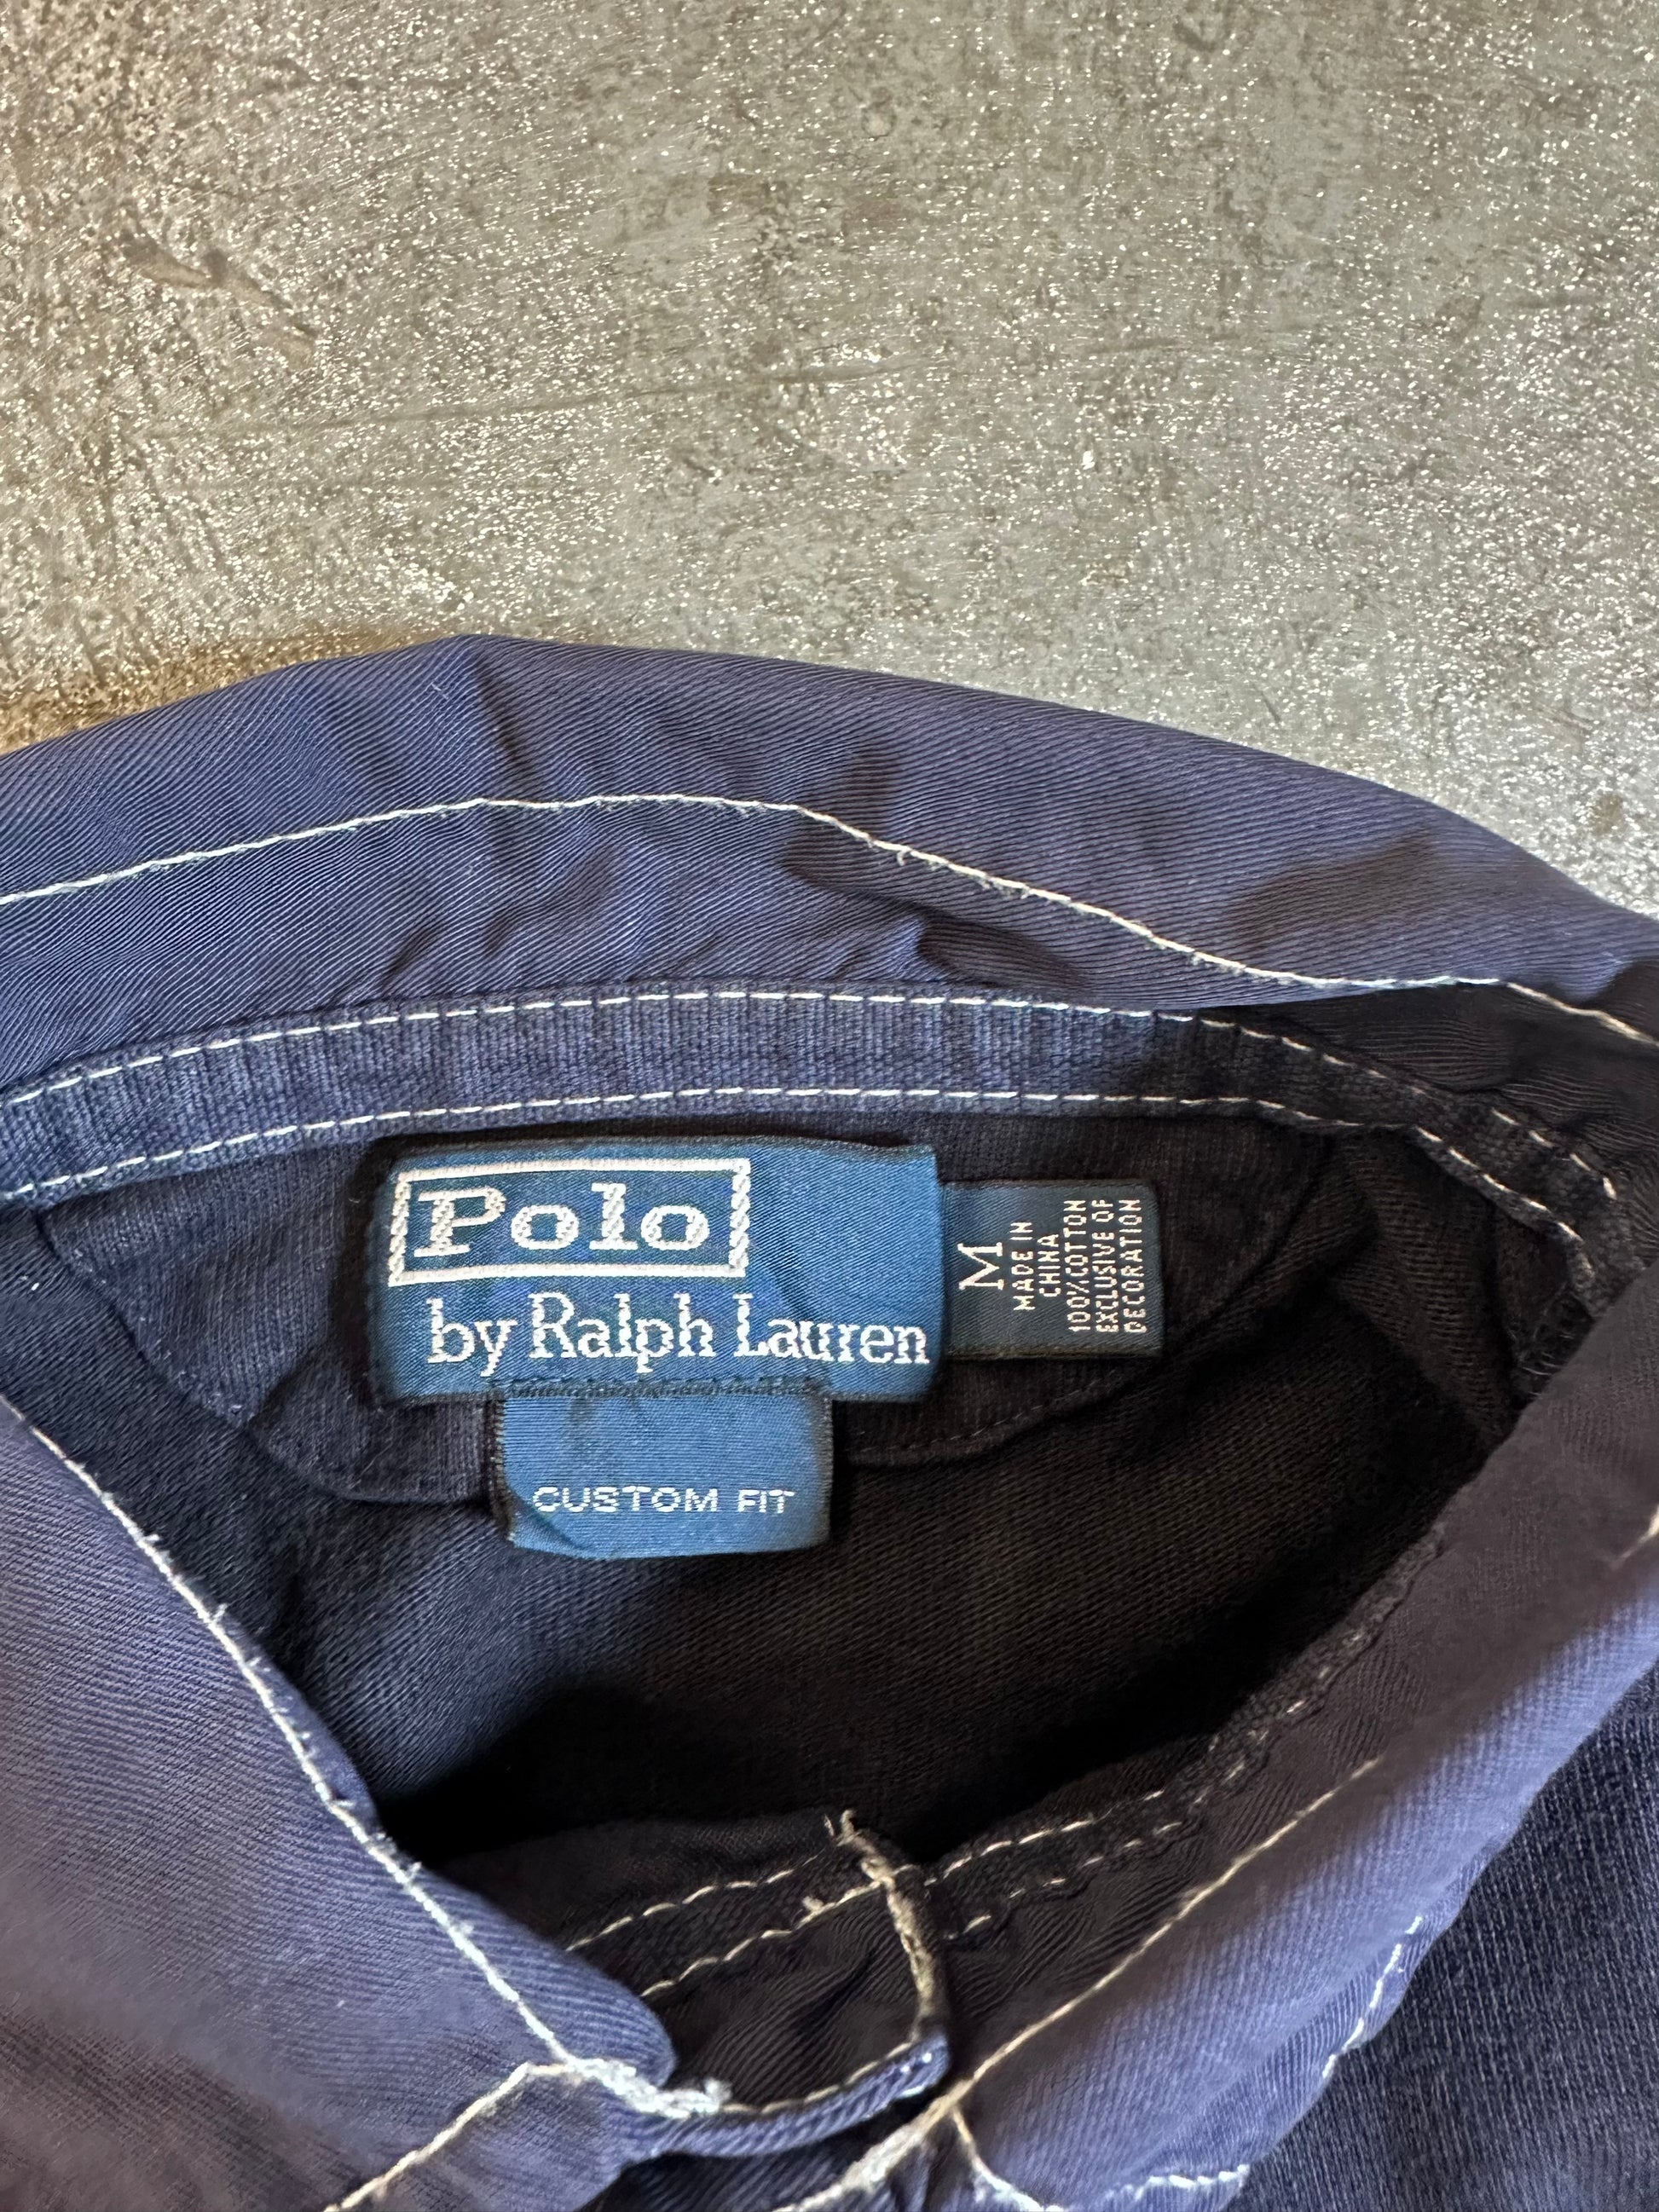 Polo
by Ralph Lauren
CUSTOM FIT
M
MADE IN
CHINA
100% COTTON
EXCLUSIVE OF
DECORATION